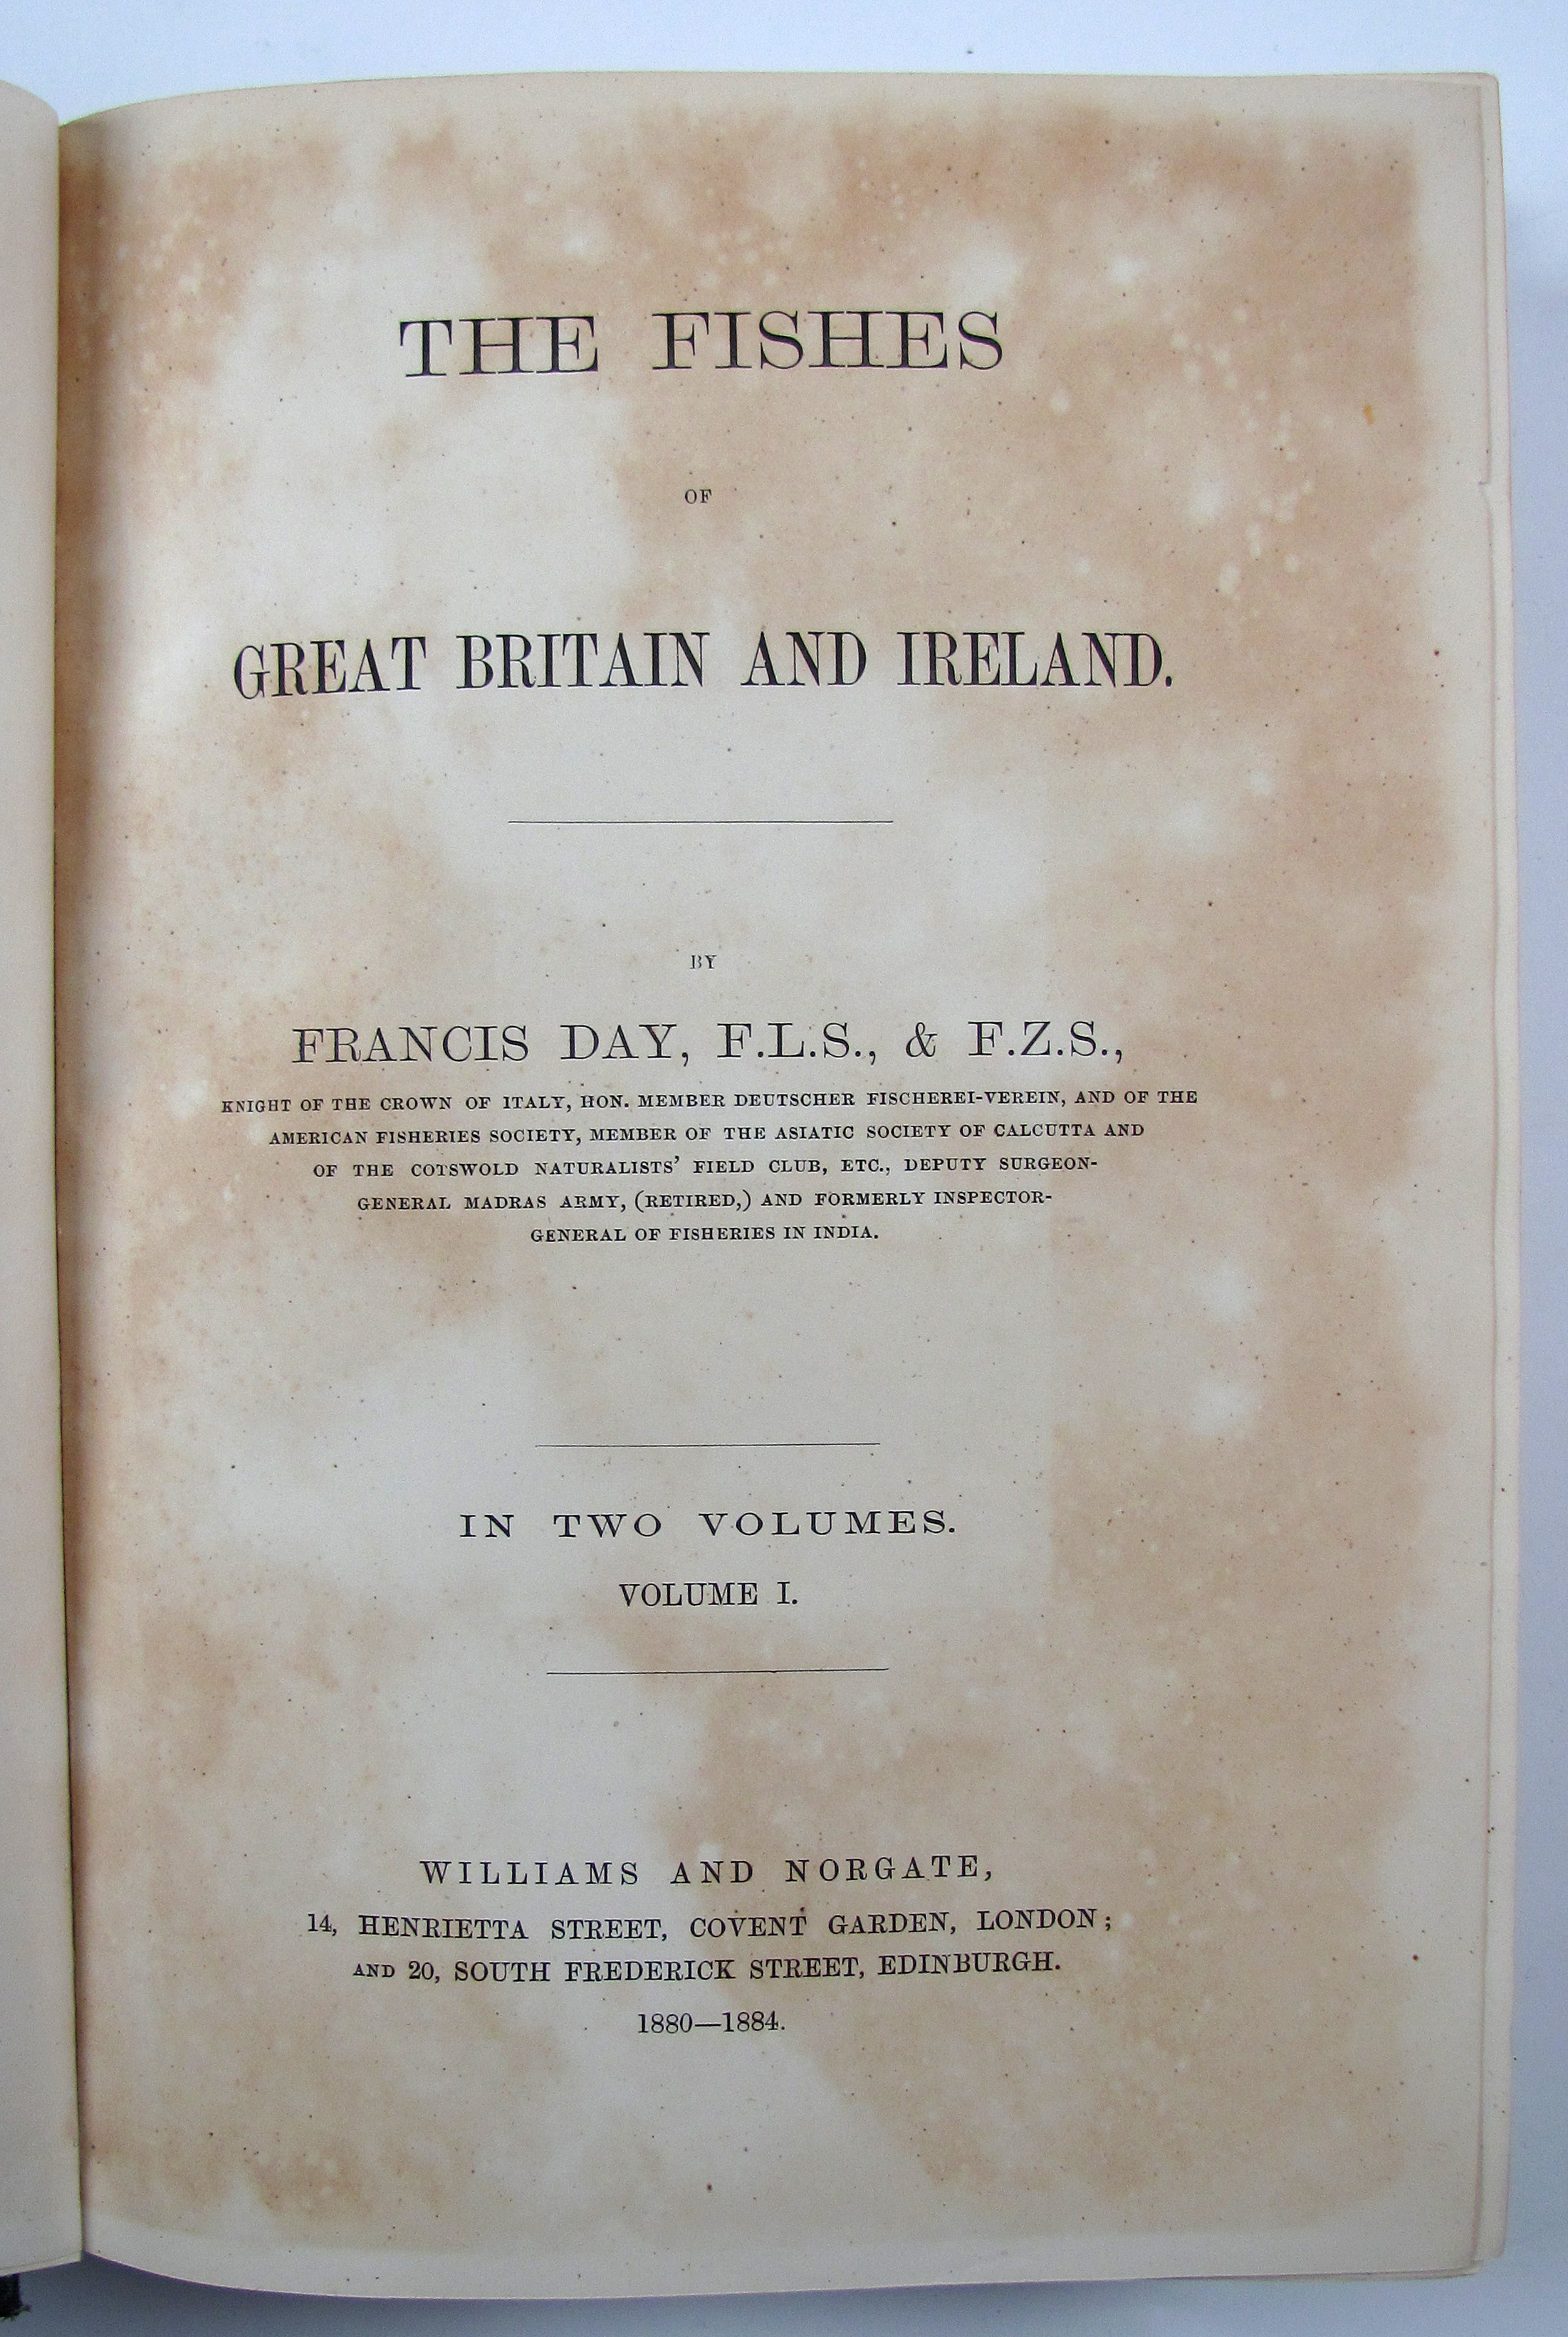 THE FISHES
OF
GREAT BRITAIN AND IRELAND.
BY
FRANCIS DAY, F.L.S., & F.Z.S.,
KNIGHT OF THE CROWN OF ITALY, HON. MEMBER DEUTSCHER FISCHEREI-VEREIN, AND OF THE
AMERICAN FISHERIES SOCIETY, MEMBER OF THE ASIATIC SOCIETY OF CALCUTTA AND
OF THE COTSWOLD NATURALISTS' FIELD CLUB, ETC., DEPUTY SURGEON-
GENERAL MADRAS ARMY, (RETIRED,) AND FORMERLY INSPECTOR-
GENERAL OF FISHERIES IN INDIA.
IN TWO VOLUMES.
VOLUME I.
WILLIAMS AND NORGATE,
14, HENRIETTA STREET, COVENT GARDEN, LONDON;
AND 20, SOUTH FREDERICK STREET, EDINBURGH.
1880—1884.